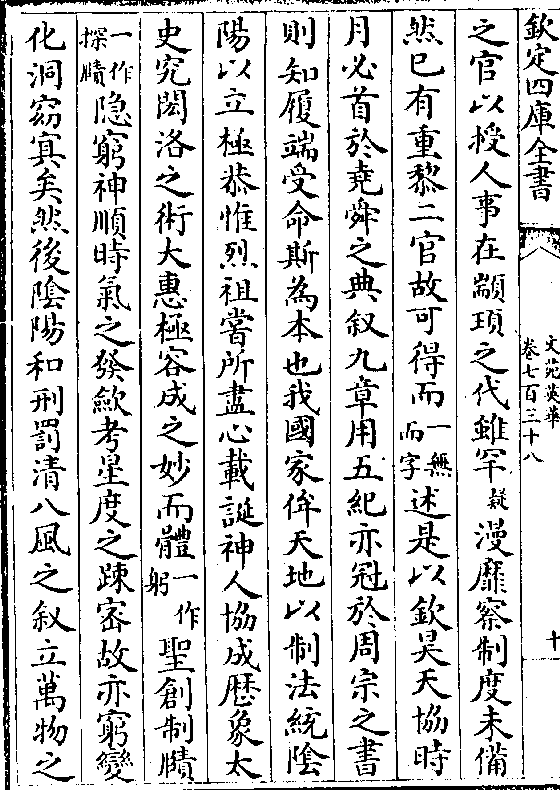 欽定四庫全書
文苑英華
卷七百三十八
十
之官以授人事在顓頊之代雖罕漫靡察制度未備
然已有重黎二官故可得而一無而字述是以欽昊天協時
月必首於堯舜之典叙九章用五紀亦冠於周宗之書
則知履端受命斯為本也我國家侔天地以制法統陰
陽以立極恭惟烈祖嘗所盡心載誕神人協成厯象太
史究閎洛之術大惠極容成之妙而體一作躬聖創制賾
一作探賾隐窮神順時氣之發歛考星度之踈宻故亦窮變
化洞窈寘矣然後陰陽和刑罰清八風之叙立萬物之